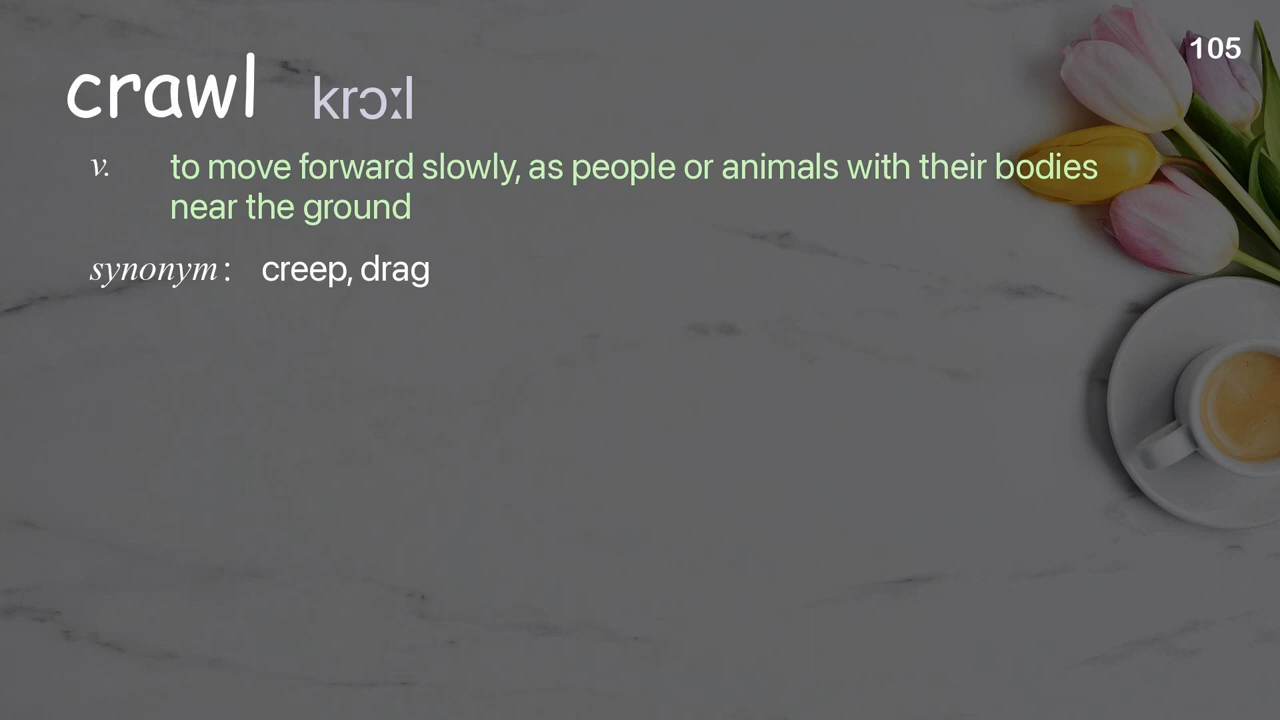 105
crawl krɔːl
v. to move forward slowly, as people or animals with their bodies
near the ground
synonym: creep, drag